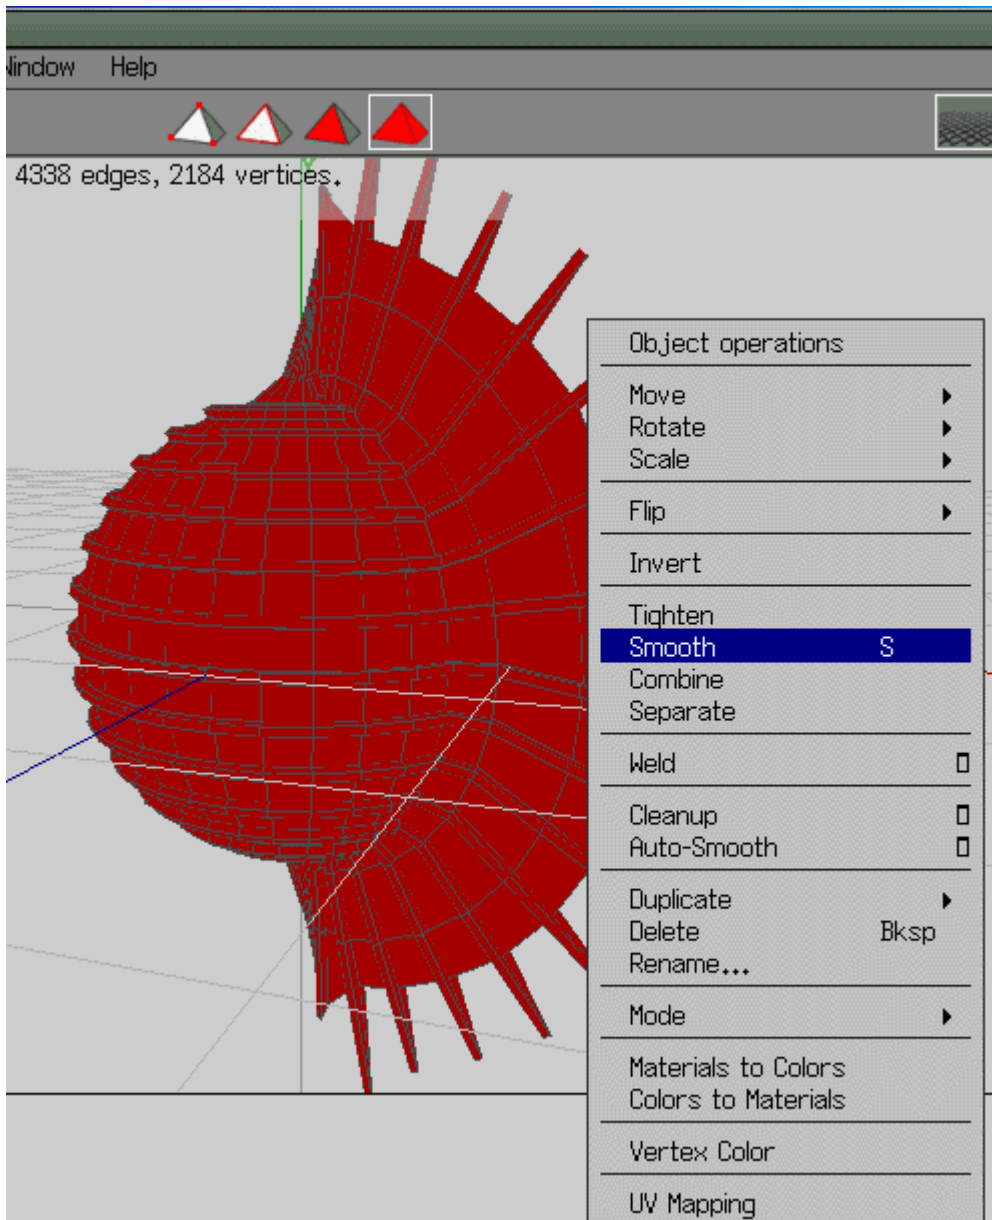 Window Help
4338 edges, 2184 vertices.
Object operations
Move
Rotate
Scale
Flip
Invert
Tighten
Smooth S
Combine
Separate
Weld
Cleanup
Auto-Smooth
Duplicate
Delete Bksp
Rename...
Mode
Materials to Colors
Colors to Materials
Vertex Color
UV Mapping